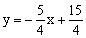 y = -5/4x + 15/4